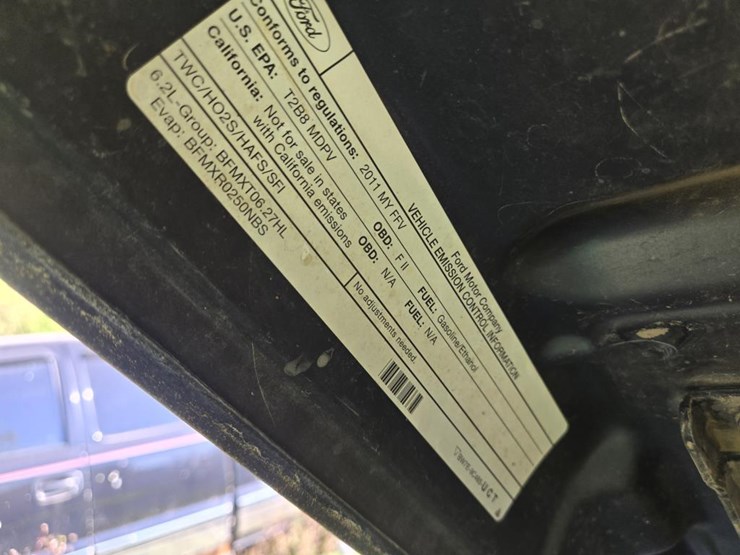 Ford
Ford Motor Company
VEHICLE EMISSION CONTROL INFORMATION
Conforms to regulations: 2011 MY FFV
U.S. EPA: T2B8 MDPV OBD: F II FUEL: Gasoline/Ethanol
California: Not for sale in states with California emissions OBD: N/A FUEL: N/A
TWC/HO2S/HAFS/SFI
No adjustments needed.
6.2L-Group: BFMXT06.27HL
Evap: BFMXR0250NBS
UCT